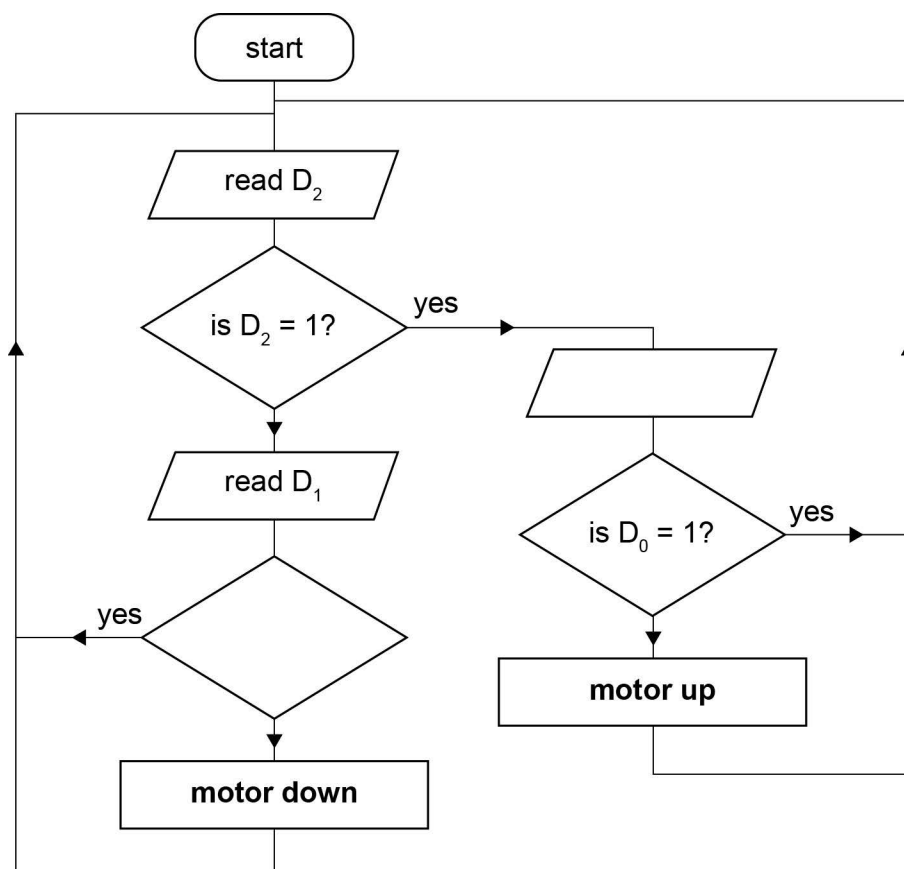 start
read D₂
is D₂ = 1?
yes
read D₁
is D₀ = 1?
yes
yes
motor up
motor down